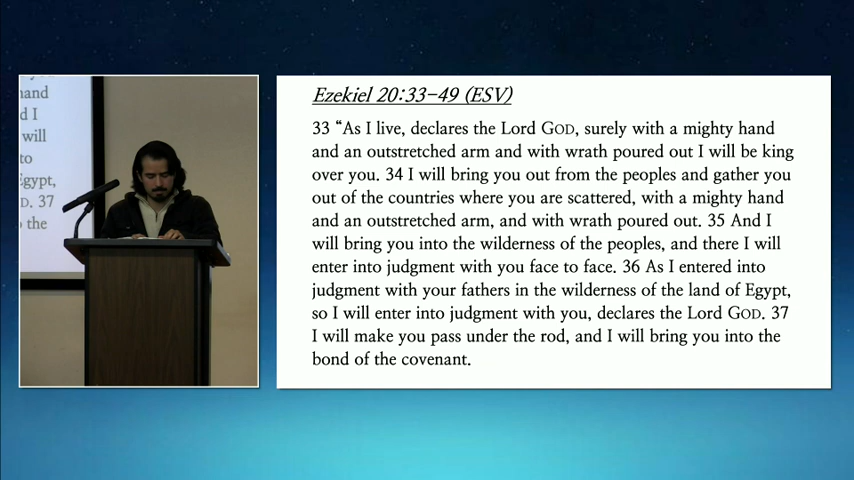 Ezekiel 20:33-49 (ESV)
33 “As I live, declares the Lord GOD, surely with a mighty hand
and an outstretched arm and with wrath poured out I will be king
over you. 34 I will bring you out from the peoples and gather you
out of the countries where you are scattered, with a mighty hand
and an outstretched arm, and with wrath poured out. 35 And I
will bring you into the wilderness of the peoples, and there I will
enter into judgment with you face to face. 36 As I entered into
judgment with your fathers in the wilderness of the land of Egypt,
so I will enter into judgment with you, declares the Lord GOD. 37
I will make you pass under the rod, and I will bring you into the
bond of the covenant.
will
to
37
the